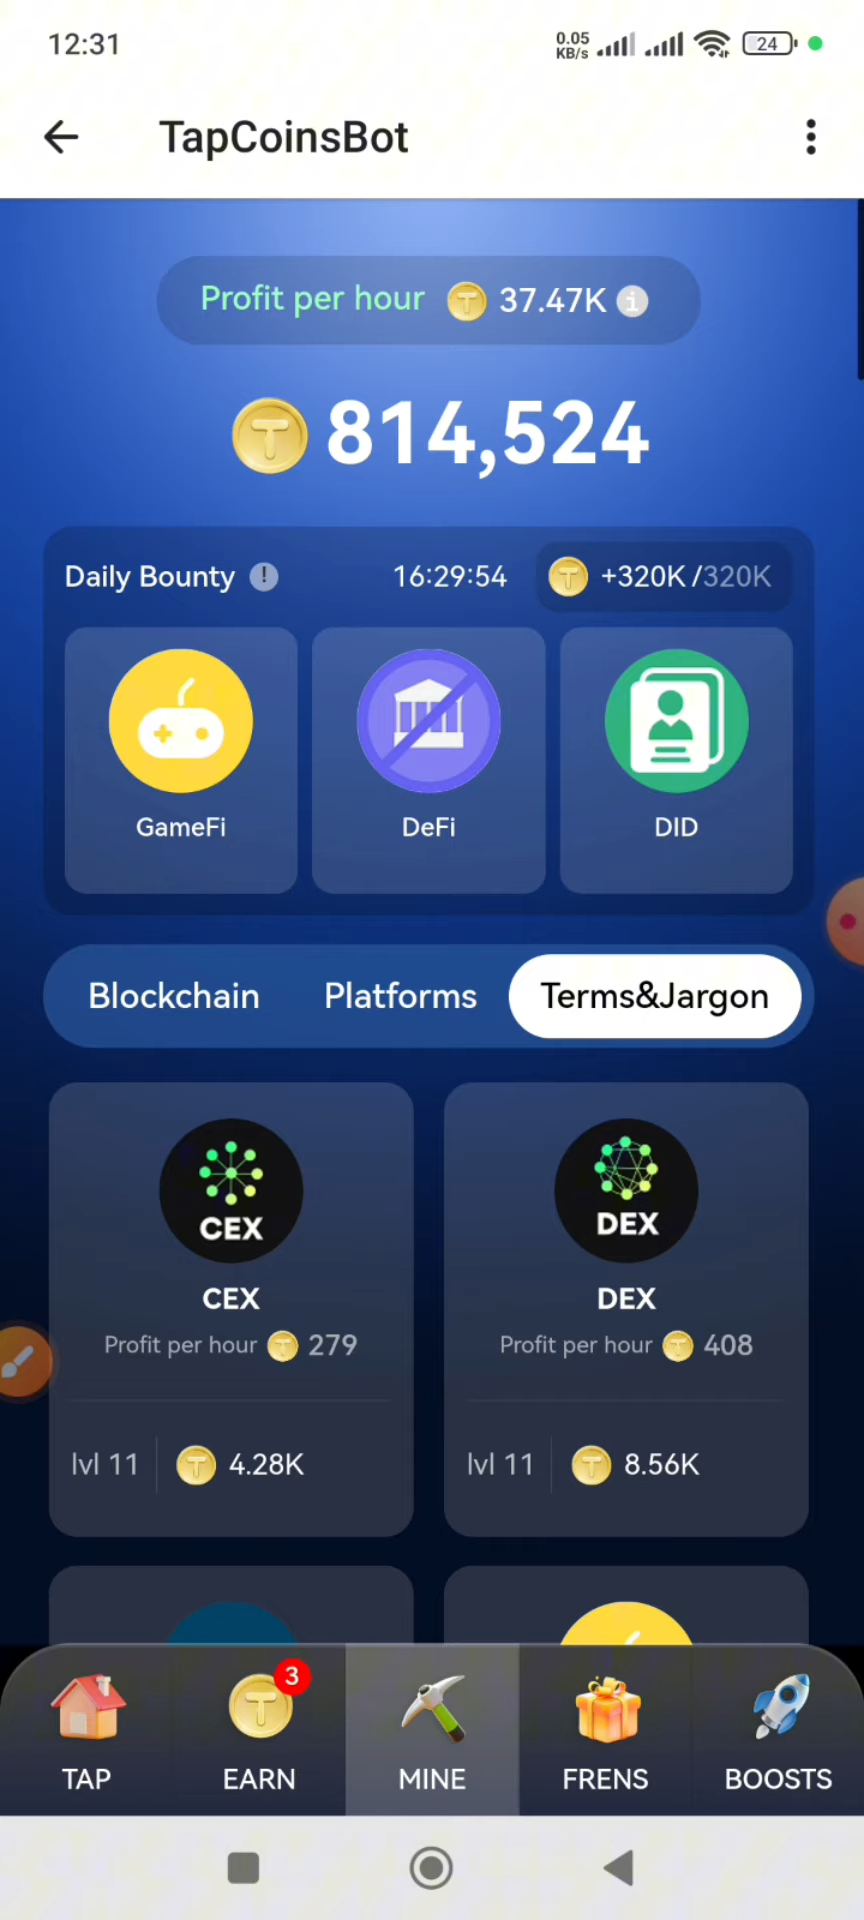 12:31
0.05
KB/s
24
TapCoinsBot
Profit per hour 37.47K i
814,524
Daily Bounty ! 16:29:54 +320K /320K
GameFi DeFi DID
Blockchain Platforms Terms&Jargon
CEX DEX
CEX DEX
Profit per hour 279 Profit per hour 408
lvl 11 4.28K lvl 11 8.56K
3
TAP EARN MINE FRENS BOOSTS